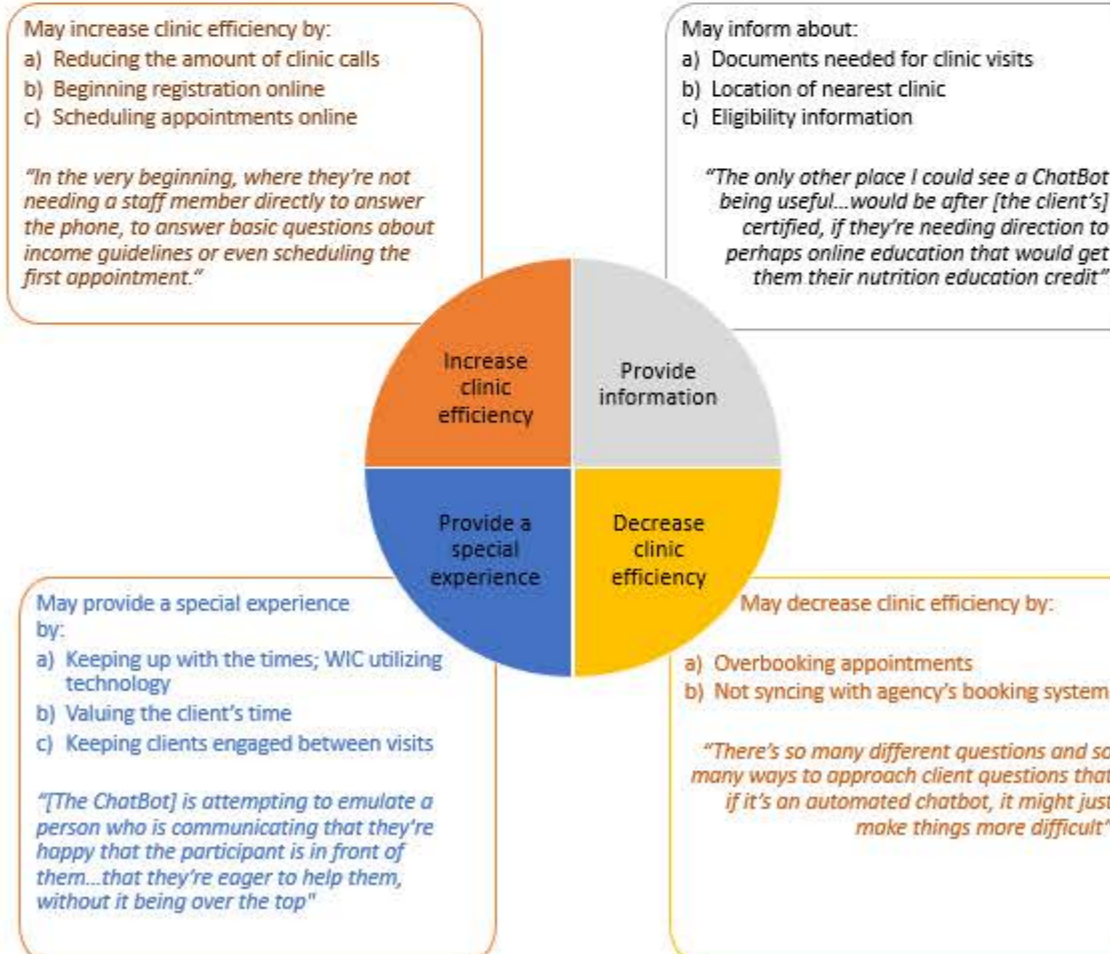 May increase clinic efficiency by:
a) Reducing the amount of clinic calls
b) Beginning registration online
c) Scheduling appointments online
“In the very beginning, where they’re not
needing a staff member directly to answer
the phone, to answer basic questions about
income guidelines or even scheduling the
first appointment.“
May inform about:
a) Documents needed for clinic visits
b) Location of nearest clinic
c) Eligibility information
“The only other place I could see a ChatBot
being useful...would be after [the client’s]
certified, if they’re needing direction to
perhaps online education that would get
them their nutrition education credit”
Increase
clinic
efficiency
Provide
information
Provide a
special
experience
Decrease
clinic
efficiency
May provide a special experience
by:
a) Keeping up with the times; WIC utilizing
technology
b) Valuing the client’s time
c) Keeping clients engaged between visits
“[The ChatBot] is attempting to emulate a
person who is communicating that they’re
happy that the participant is in front of
them...that they’re eager to help them,
without it being over the top"
May decrease clinic efficiency by:
a) Overbooking appointments
b) Not syncing with agency’s booking system
“There’s so many different questions and so
many ways to approach client questions that
if it’s an automated chatbot, it might just
make things more difficult”